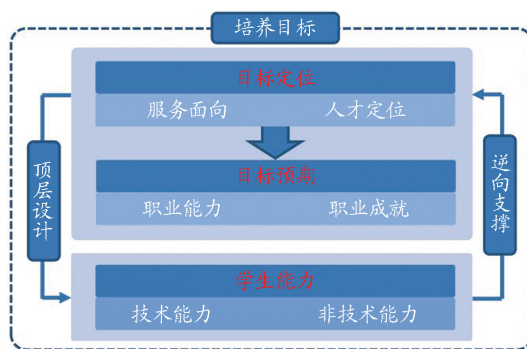 培养目标
目标定位
服务面向 人才定位
目标预期
职业能力 职业成就
顶层设计
逆向支撑
学生能力
技术能力 非技术能力